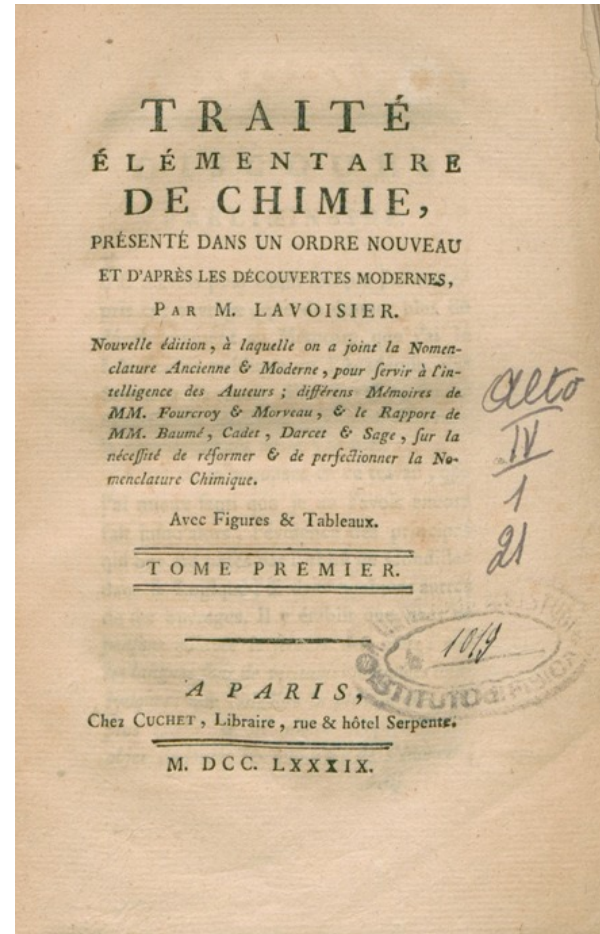 TRAITÉ
ÉLÉMENTAIRE
DE CHIMIE,
PRÉSENTÉ DANS UN ORDRE NOUVEAU
ET D'APRÈS LES DÉCOUVERTES MODERNES,
PAR M. LAVOISIER.
Nouvelle édition, à laquelle on a joint la Nomen-
clature Ancienne & Moderne, pour ſervir à l'in-
telligence des Auteurs ; différens Mémoires de
MM. Fourcroy & Morveau, & le Rapport de
MM. Baumé, Cadet, Darcet & Sage, ſur la
néceſſité de réformer & de perfectionner la No-
menclature Chimique.
Avec Figures & Tableaux.
TOME PREMIER.
A PARIS,
Chez CUCHET, Libraire, rue & hôtel Serpente.
M. DCC. LXXXIX.
alto
IV
1
21
ISTITUTO